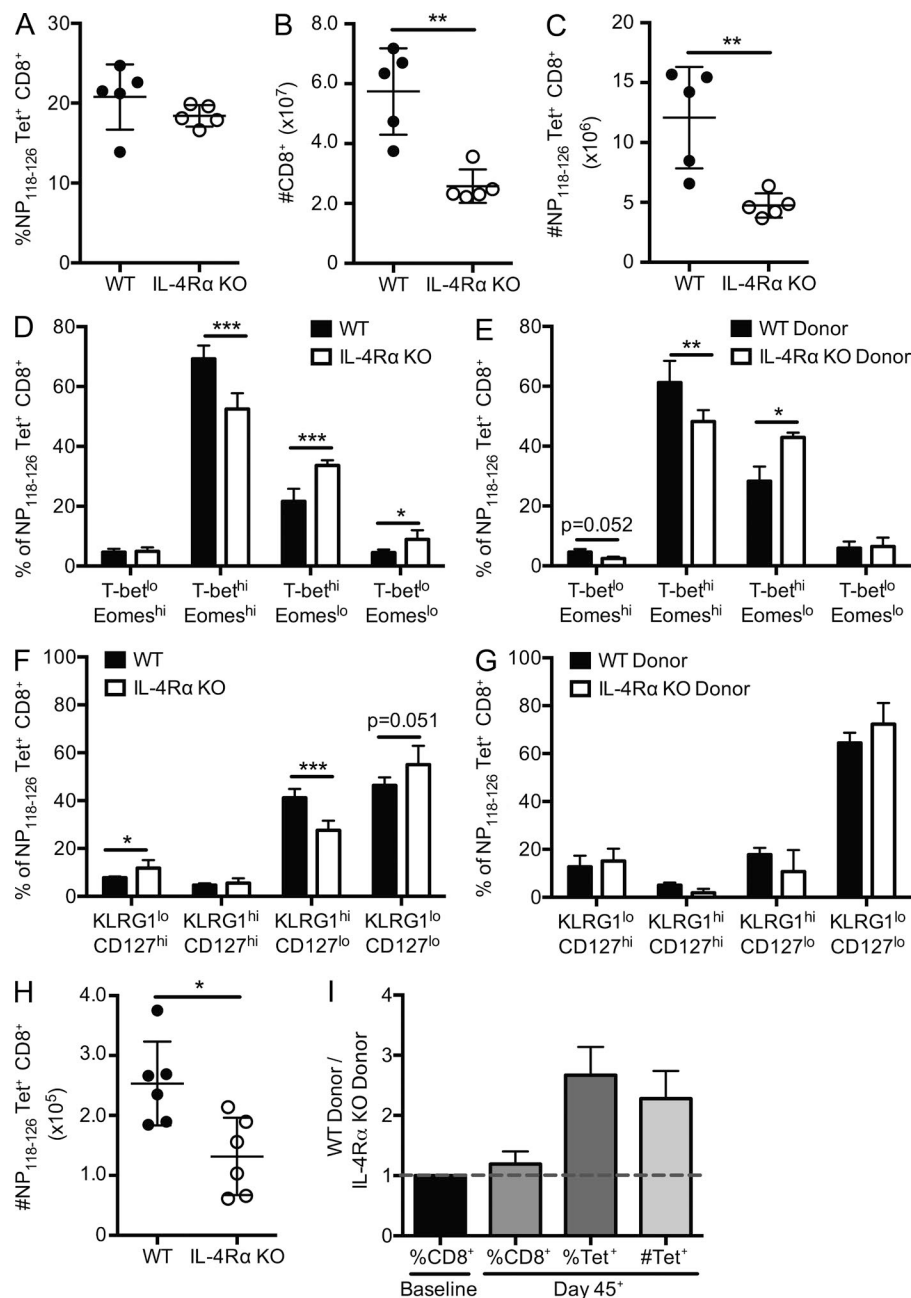 A
%NP118-126 Tet⁺ CD8⁺
30
20
10
0
WT
IL-4Rα KO
B
#CD8⁺ (x10⁷)
8.0
6.0
4.0
2.0
0
**
WT
IL-4Rα KO
C
#NP118-126 Tet⁺ CD8⁺
(x10⁶)
20
15
10
5
0
**
WT
IL-4Rα KO
D
% of NP118-126 Tet⁺ CD8⁺
80
60
40
20
0
WT
IL-4Rα KO
***
***
*
T-betˡᵒ
Eomesʰⁱ
T-betʰⁱ
Eomesʰⁱ
T-betʰⁱ
Eomesˡᵒ
T-betˡᵒ
Eomesˡᵒ
E
% of NP118-126 Tet⁺ CD8⁺
80
60
40
20
0
WT Donor
IL-4Rα KO Donor
p=0.052
**
*
T-betˡᵒ
Eomesʰⁱ
T-betʰⁱ
Eomesʰⁱ
T-betʰⁱ
Eomesˡᵒ
T-betˡᵒ
Eomesˡᵒ
F
% of NP118-126 Tet⁺ CD8⁺
100
80
60
40
20
0
WT
IL-4Rα KO
*
***
p=0.051
KLRG1ˡᵒ
CD127ʰⁱ
KLRG1ʰⁱ
CD127ʰⁱ
KLRG1ʰⁱ
CD127ˡᵒ
KLRG1ˡᵒ
CD127ˡᵒ
G
% of NP118-126 Tet⁺ CD8⁺
100
80
60
40
20
0
WT Donor
IL-4Rα KO Donor
KLRG1ˡᵒ
CD127ʰⁱ
KLRG1ʰⁱ
CD127ʰⁱ
KLRG1ʰⁱ
CD127ˡᵒ
KLRG1ˡᵒ
CD127ˡᵒ
H
#NP118-126 Tet⁺ CD8⁺
(x10⁵)
4.0
3.0
2.0
1.0
0
*
WT
IL-4Rα KO
I
WT Donor /
IL-4Rα KO Donor
4
3
2
1
0
%CD8⁺
%CD8⁺
%Tet⁺
#Tet⁺
Baseline
Day 45⁺